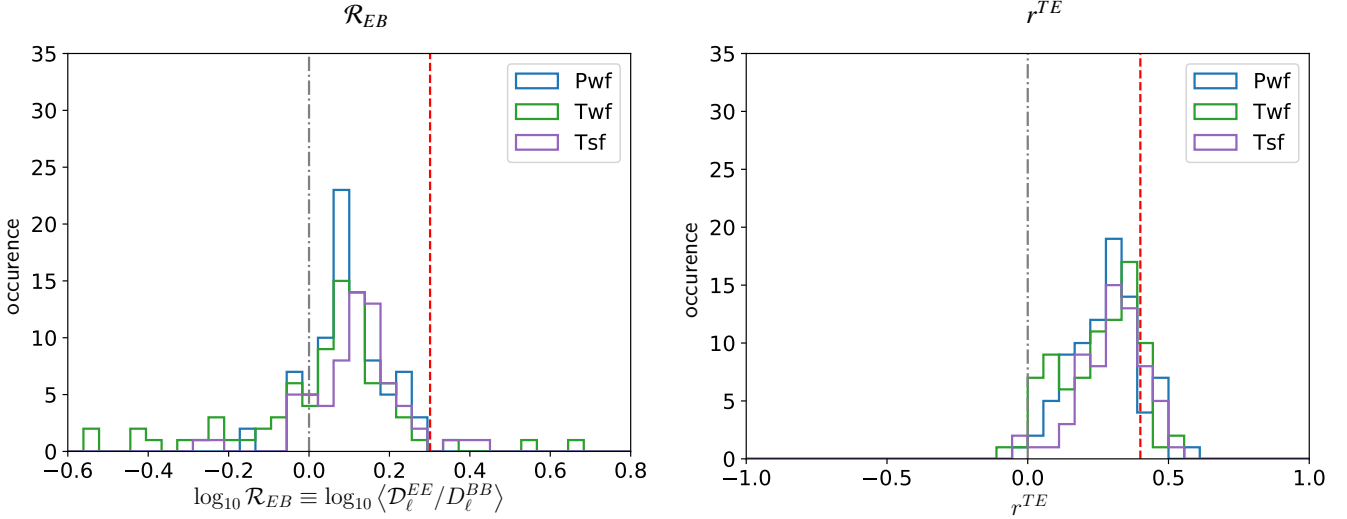 R_EB
35
30
25
20
15
10
5
0
occurence
Pwf
Twf
Tsf
−0.6 −0.4 −0.2 0.0 0.2 0.4 0.6 0.8
log₁₀ R_EB ≡ log₁₀ ⟨D_ℓ^EE/D_ℓ^BB⟩
r^TE
35
30
25
20
15
10
5
0
occurence
Pwf
Twf
Tsf
−1.0 −0.5 0.0 0.5 1.0
r^TE